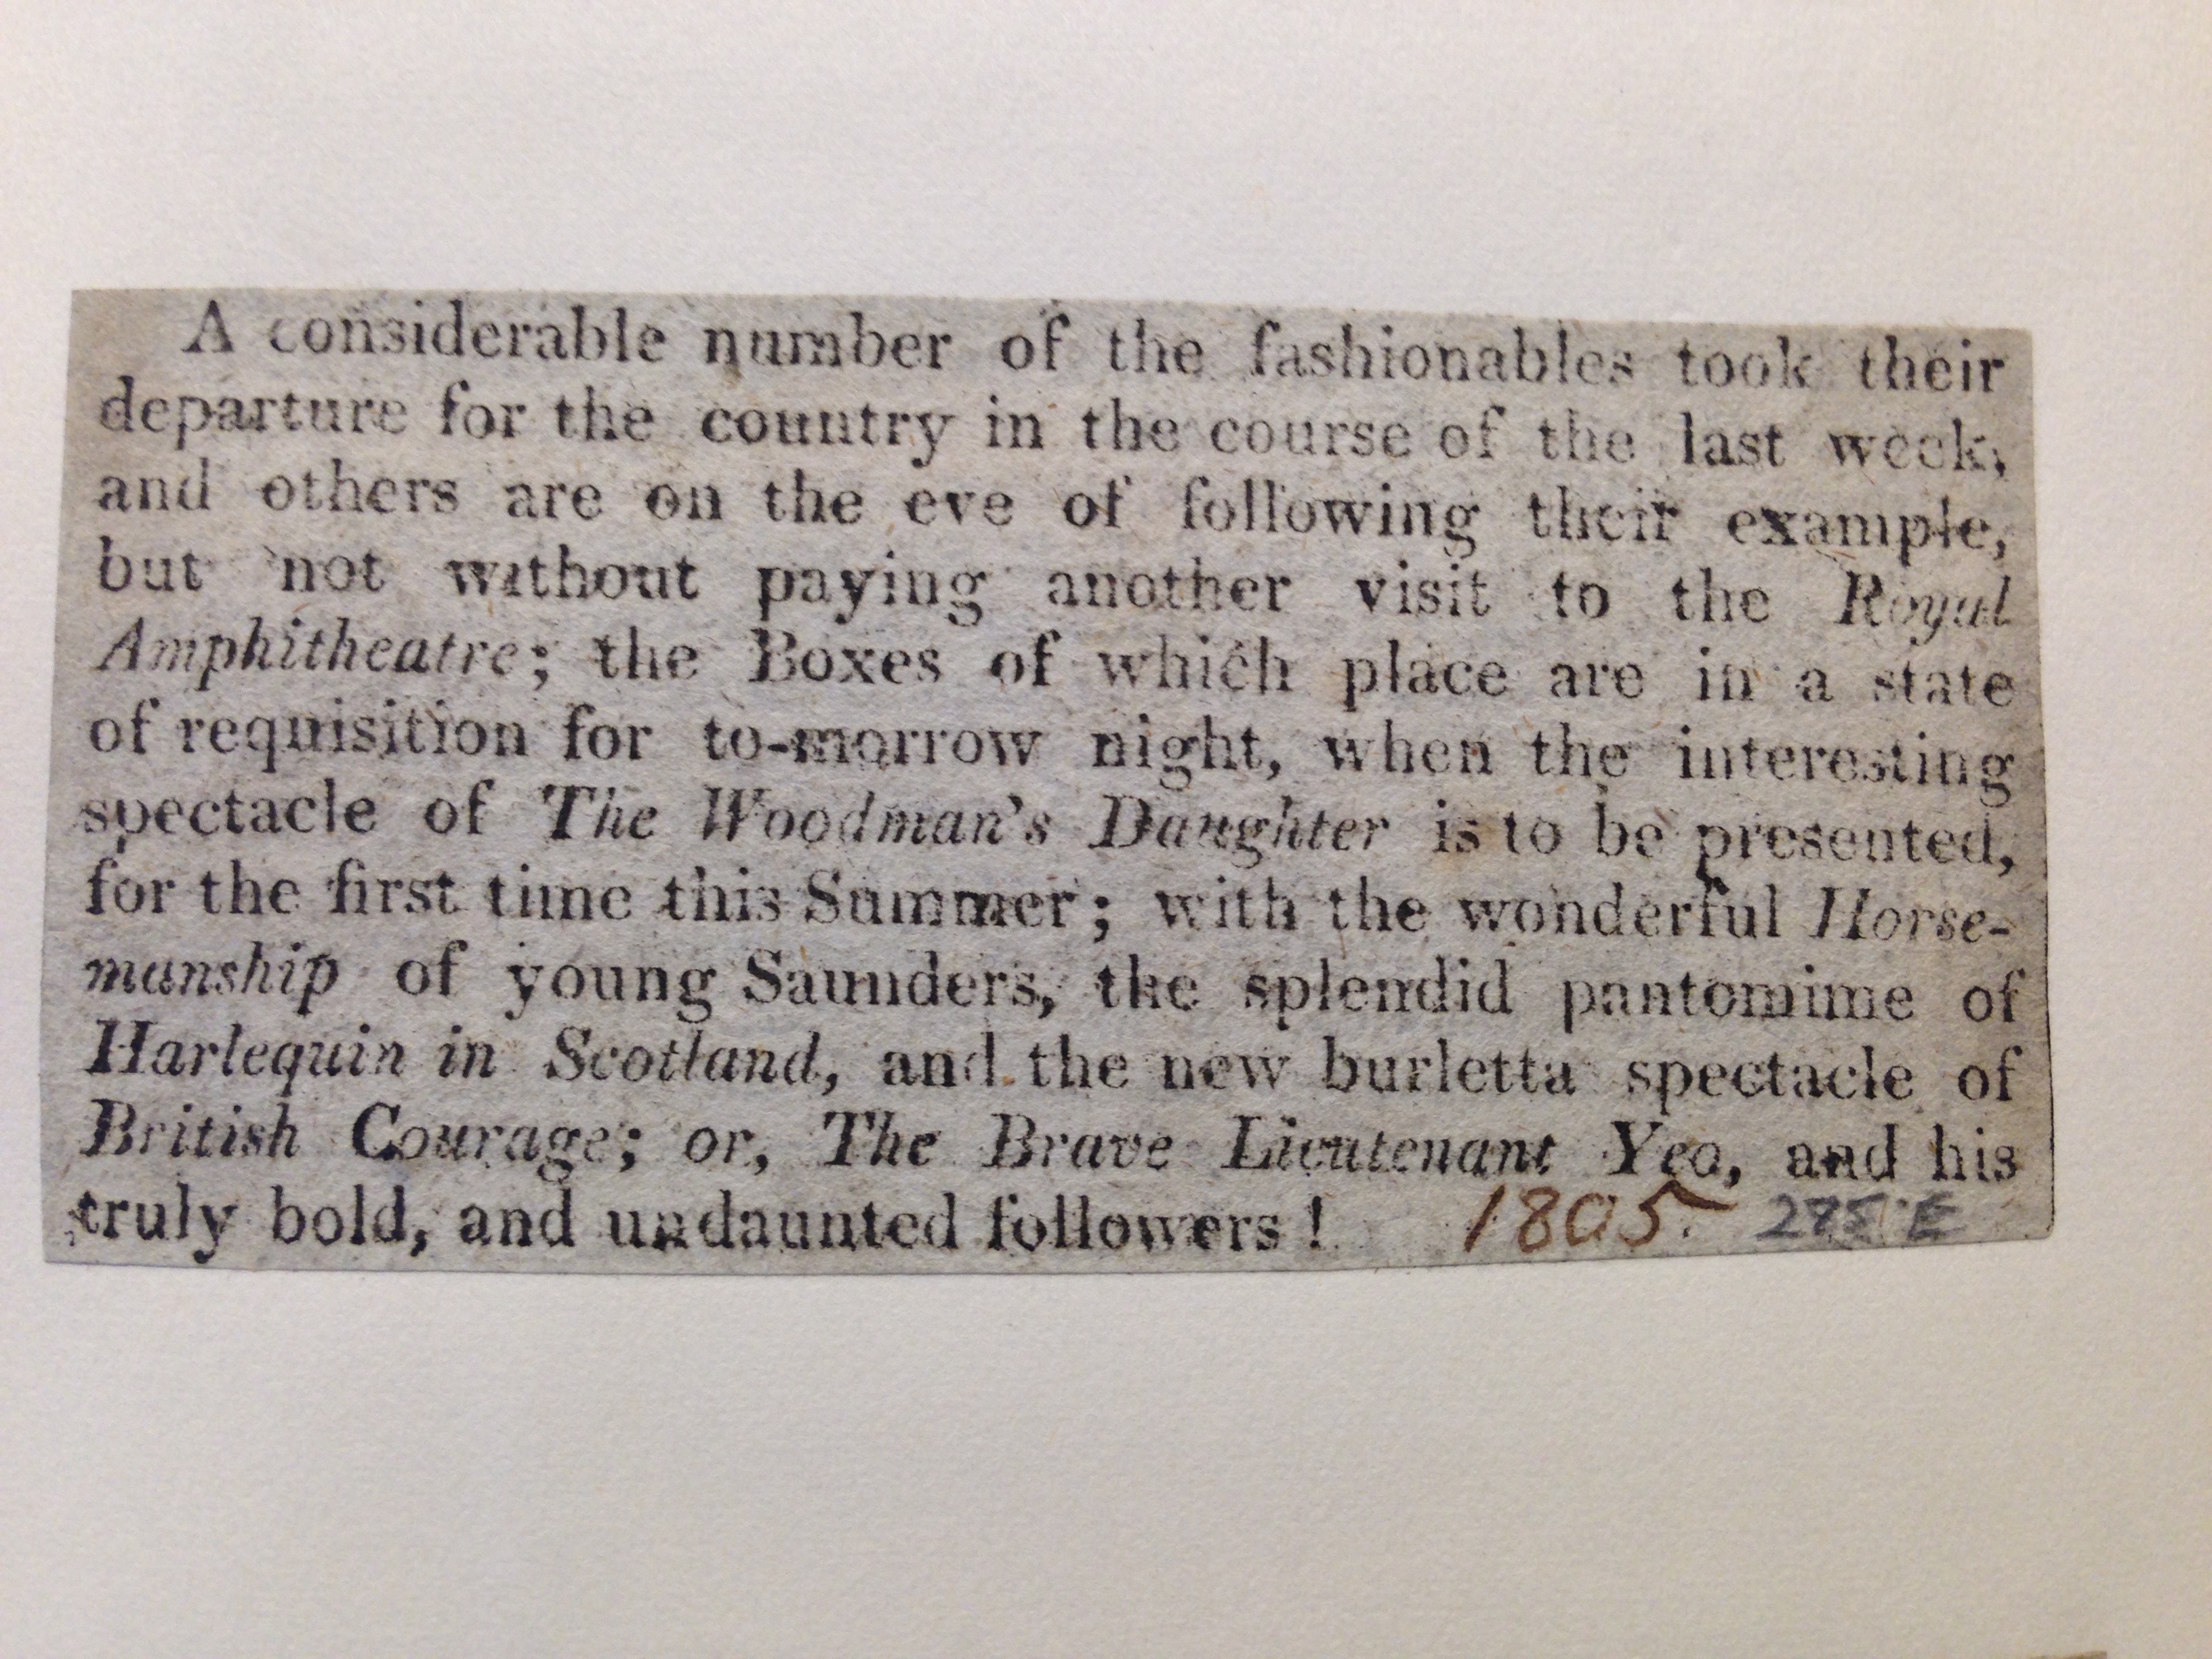 A considerable number of the fashionables took their
departure for the country in the course of the last week,
and others are on the eve of following their example,
but not without paying another visit to the Royal
Amphitheatre; the Boxes of which place are in a state
of requisition for to-morrow night, when the interesting
spectacle of The Woodman's Daughter is to be presented,
for the first time this Summer; with the wonderful Horse-
manship of young Saunders, the splendid pantomime of
Harlequin in Scotland, and the new burletta spectacle of
British Courage; or, The Brave Lieutenant Yeo, and his
truly bold, and undaunted followers! 1805.